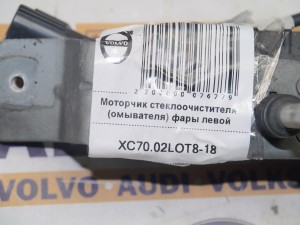 VOLVO
Моторчик стеклоочистителя
(омывателя) фары левой
XC70.02LOT8-18
VOLVO - AUDI - VOLKS